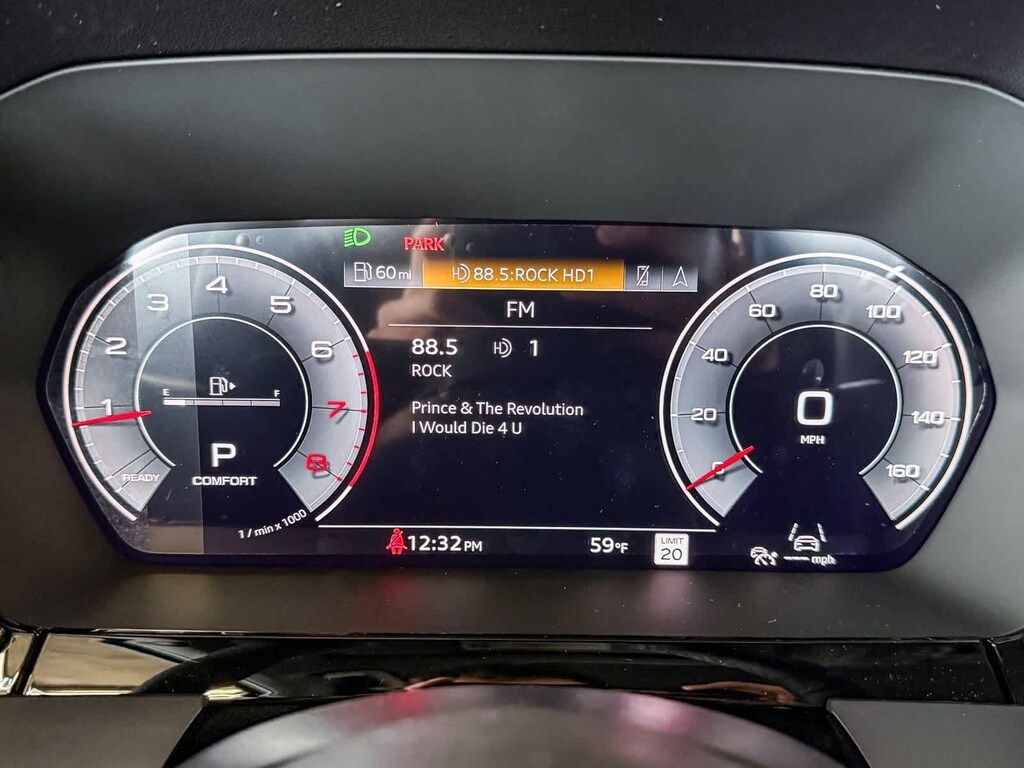 PARK
60 mi
88.5:ROCK HD1
FM
88.5 HD 1
ROCK
Prince & The Revolution
I Would Die 4 U
READY
1
2
3
4
5
6
7
8
1 / min x 1000
E F
P
COMFORT
0
20
40
60
80
100
120
140
160
0
MPH
12:32 PM
59°F
LIMIT
20
--- mph